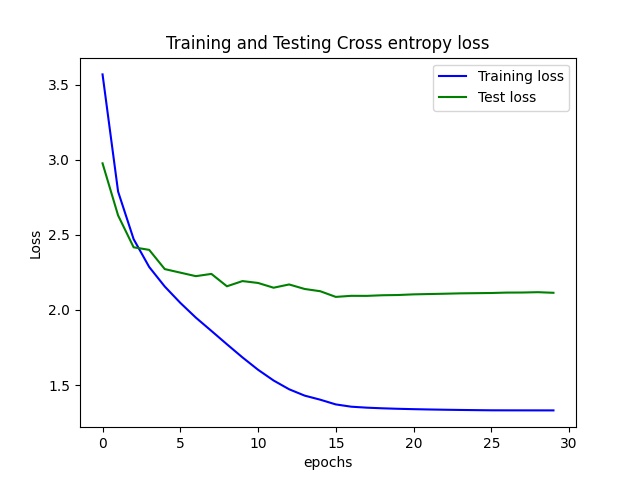 Training and Testing Cross entropy loss
Training loss
Test loss
Loss
3.5
3.0
2.5
2.0
1.5
0 5 10 15 20 25 30
epochs